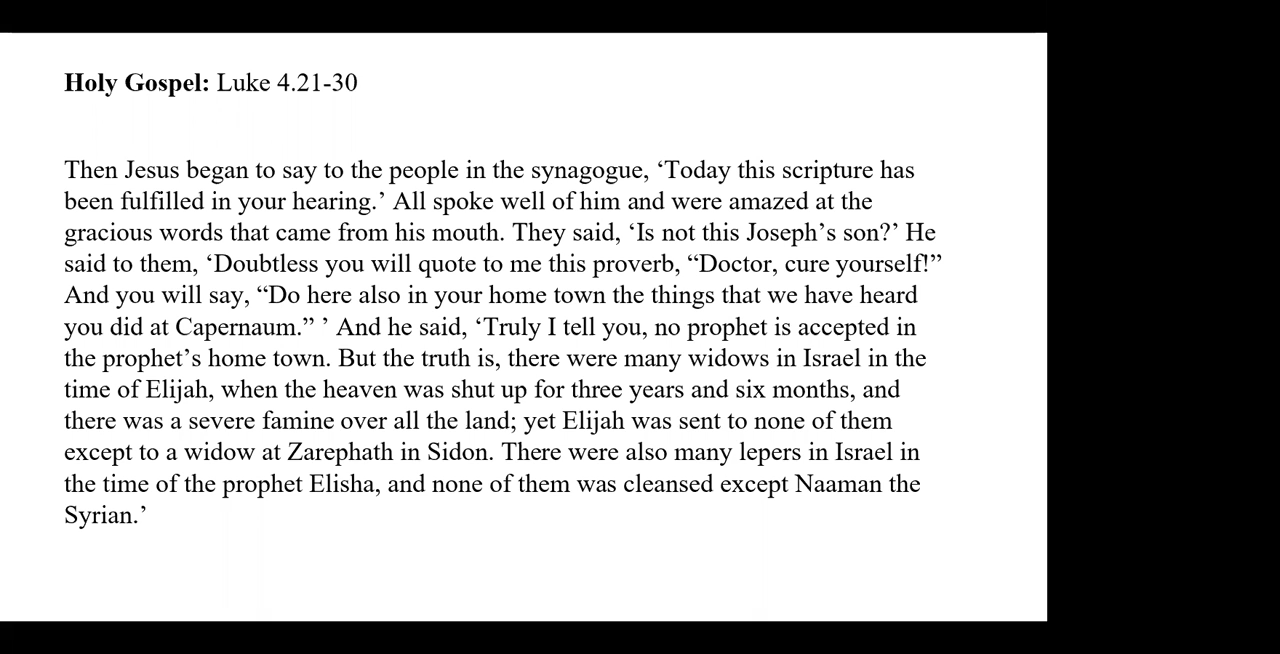 Holy Gospel: Luke 4.21-30
Then Jesus began to say to the people in the synagogue, ‘Today this scripture has
been fulfilled in your hearing.’ All spoke well of him and were amazed at the
gracious words that came from his mouth. They said, ‘Is not this Joseph’s son?’ He
said to them, ‘Doubtless you will quote to me this proverb, “Doctor, cure yourself!”
And you will say, “Do here also in your home town the things that we have heard
you did at Capernaum.” ’ And he said, ‘Truly I tell you, no prophet is accepted in
the prophet’s home town. But the truth is, there were many widows in Israel in the
time of Elijah, when the heaven was shut up for three years and six months, and
there was a severe famine over all the land; yet Elijah was sent to none of them
except to a widow at Zarephath in Sidon. There were also many lepers in Israel in
the time of the prophet Elisha, and none of them was cleansed except Naaman the
Syrian.’